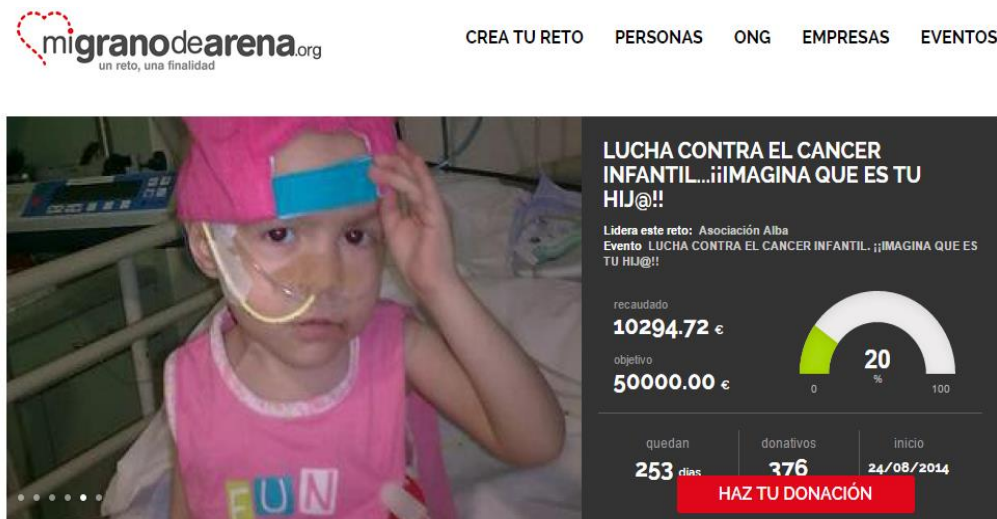 migranodearena.org
un reto, una finalidad
CREA TU RETO PERSONAS ONG EMPRESAS EVENTOS
LUCHA CONTRA EL CANCER
INFANTIL...¡¡IMAGINA QUE ES TU
HIJ@!!
Lidera este reto: Asociación Alba
Evento LUCHA CONTRA EL CANCER INFANTIL. ¡¡IMAGINA QUE ES
TU HIJ@!!
recaudado
10294.72 €
objetivo
50000.00 €
20
%
0 100
quedan donativos inicio
253 dias 376 24/08/2014
HAZ TU DONACIÓN
FUN